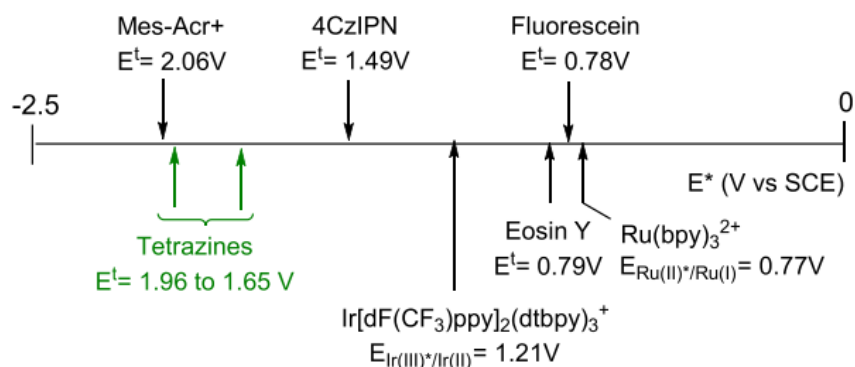 Mes-Acr+
Eᵗ= 2.06V
4CzIPN
Eᵗ= 1.49V
Fluorescein
Eᵗ= 0.78V
-2.5
0
E* (V vs SCE)
Tetrazines
Eᵗ= 1.96 to 1.65 V
Eosin Y
Eᵗ= 0.79V
Ru(bpy)₃²⁺
E_Ru(II)*/Ru(I) = 0.77V
Ir[dF(CF₃)ppy]₂(dtbpy)₃⁺
E_Ir(III)*/Ir(II)= 1.21V